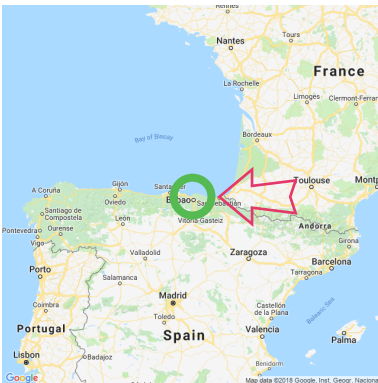 Rennes
Nantes
Tours
France
La Rochelle
Limoges
Clermont-Ferran
Bay of Biscay
Bordeaux
A Coruña
Gijón
Santander
Toulouse
Montp
Oviedo
Bilbao
San Sebastián
Santiago de
Compostela
León
Vitoria-Gasteiz
Andorra
Pontevedra
Ourense
Vigo
Girona
Valladolid
Zaragoza
Barcelona
Porto
Salamanca
Tarragona
Madrid
Coimbra
Toledo
Castellón
de la Plana
Balearic Sea
Portugal
Spain
Valencia
Palma
Lisbon
Badajoz
Benidorm
Google
Map data ©2018 Google, Inst. Geogr. Naciona